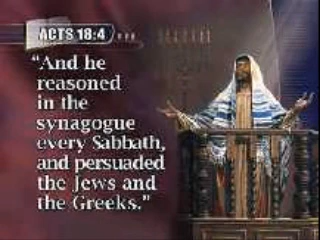 ACTS 18:4
“And he
reasoned
in the
synagogue
every Sabbath,
and persuaded
the Jews and
the Greeks.”